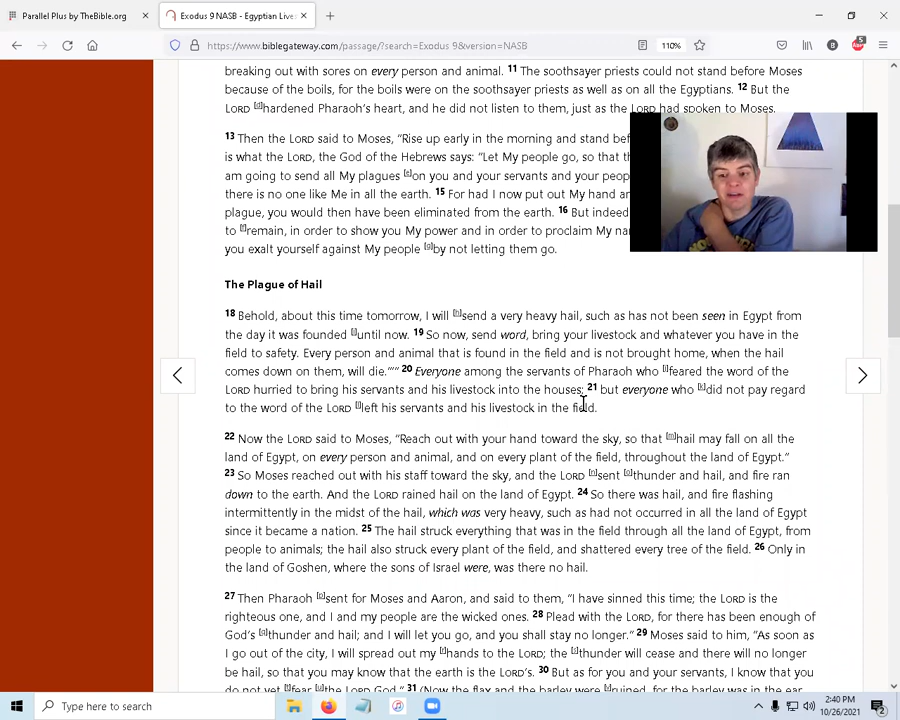 Parallel Plus by TheBible.org
Exodus 9 NASB - Egyptian Live
https://www.biblegateway.com/passage/?search=Exodus 9&version=NASB
110%
B
5
breaking out with sores on every person and animal. 11 The soothsayer priests could not stand before Moses
because of the boils, for the boils were on the soothsayer priests as well as on all the Egyptians. 12 But the
LORD [d]hardened Pharaoh's heart, and he did not listen to them, just as the LORD had spoken to Moses.
13 Then the LORD said to Moses, “Rise up early in the morning and stand bef
is what the LORD, the God of the Hebrews says: “Let My people go, so that th
am going to send all My plagues [e]on you and your servants and your peop
there is no one like Me in all the earth. 15 For had I now put out My hand an
plague, you would then have been eliminated from the earth. 16 But indeed
to [f]remain, in order to show you My power and in order to proclaim My na
you exalt yourself against My people [g]by not letting them go.
The Plague of Hail
18 Behold, about this time tomorrow, I will [h]send a very heavy hail, such as has not been seen in Egypt from
the day it was founded [i]until now. 19 So now, send word, bring your livestock and whatever you have in the
field to safety. Every person and animal that is found in the field and is not brought home, when the hail
comes down on them, will die.”’” 20 Everyone among the servants of Pharaoh who [j]feared the word of the
LORD hurried to bring his servants and his livestock into the houses; 21 but everyone who [k]did not pay regard
to the word of the LORD [l]left his servants and his livestock in the field.
22 Now the LORD said to Moses, “Reach out with your hand toward the sky, so that [m]hail may fall on all the
land of Egypt, on every person and animal, and on every plant of the field, throughout the land of Egypt.”
23 So Moses reached out with his staff toward the sky, and the LORD [n]sent [o]thunder and hail, and fire ran
down to the earth. And the LORD rained hail on the land of Egypt. 24 So there was hail, and fire flashing
intermittently in the midst of the hail, which was very heavy, such as had not occurred in all the land of Egypt
since it became a nation. 25 The hail struck everything that was in the field through all the land of Egypt, from
people to animals; the hail also struck every plant of the field, and shattered every tree of the field. 26 Only in
the land of Goshen, where the sons of Israel were, was there no hail.
27 Then Pharaoh [p]sent for Moses and Aaron, and said to them, “I have sinned this time; the LORD is the
righteous one, and I and my people are the wicked ones. 28 Plead with the LORD, for there has been enough of
God's [q]thunder and hail; and I will let you go, and you shall stay no longer.” 29 Moses said to him, “As soon as
I go out of the city, I will spread out my [r]hands to the LORD; the [s]thunder will cease and there will no longer
be hail, so that you may know that the earth is the LORD's. 30 But as for you and your servants, I know that you
do not yet [t]fear [u]the LORD God.” 31 (Now the flax and the barley were [v]ruined, for the barley was in the ear
Type here to search
2:40 PM
10/26/2021
2